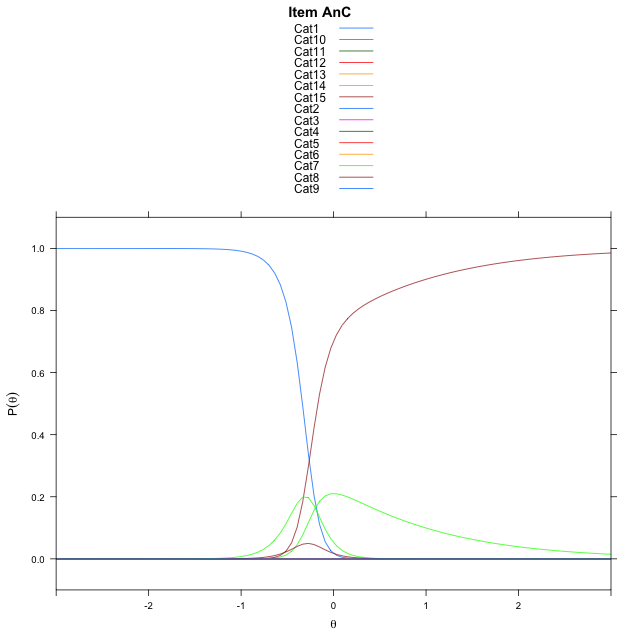 Item AnC
Cat1
Cat10
Cat11
Cat12
Cat13
Cat14
Cat15
Cat2
Cat3
Cat4
Cat5
Cat6
Cat7
Cat8
Cat9
1.0
0.8
0.6
0.4
0.2
0.0
P(θ)
-2 -1 0 1 2
θ